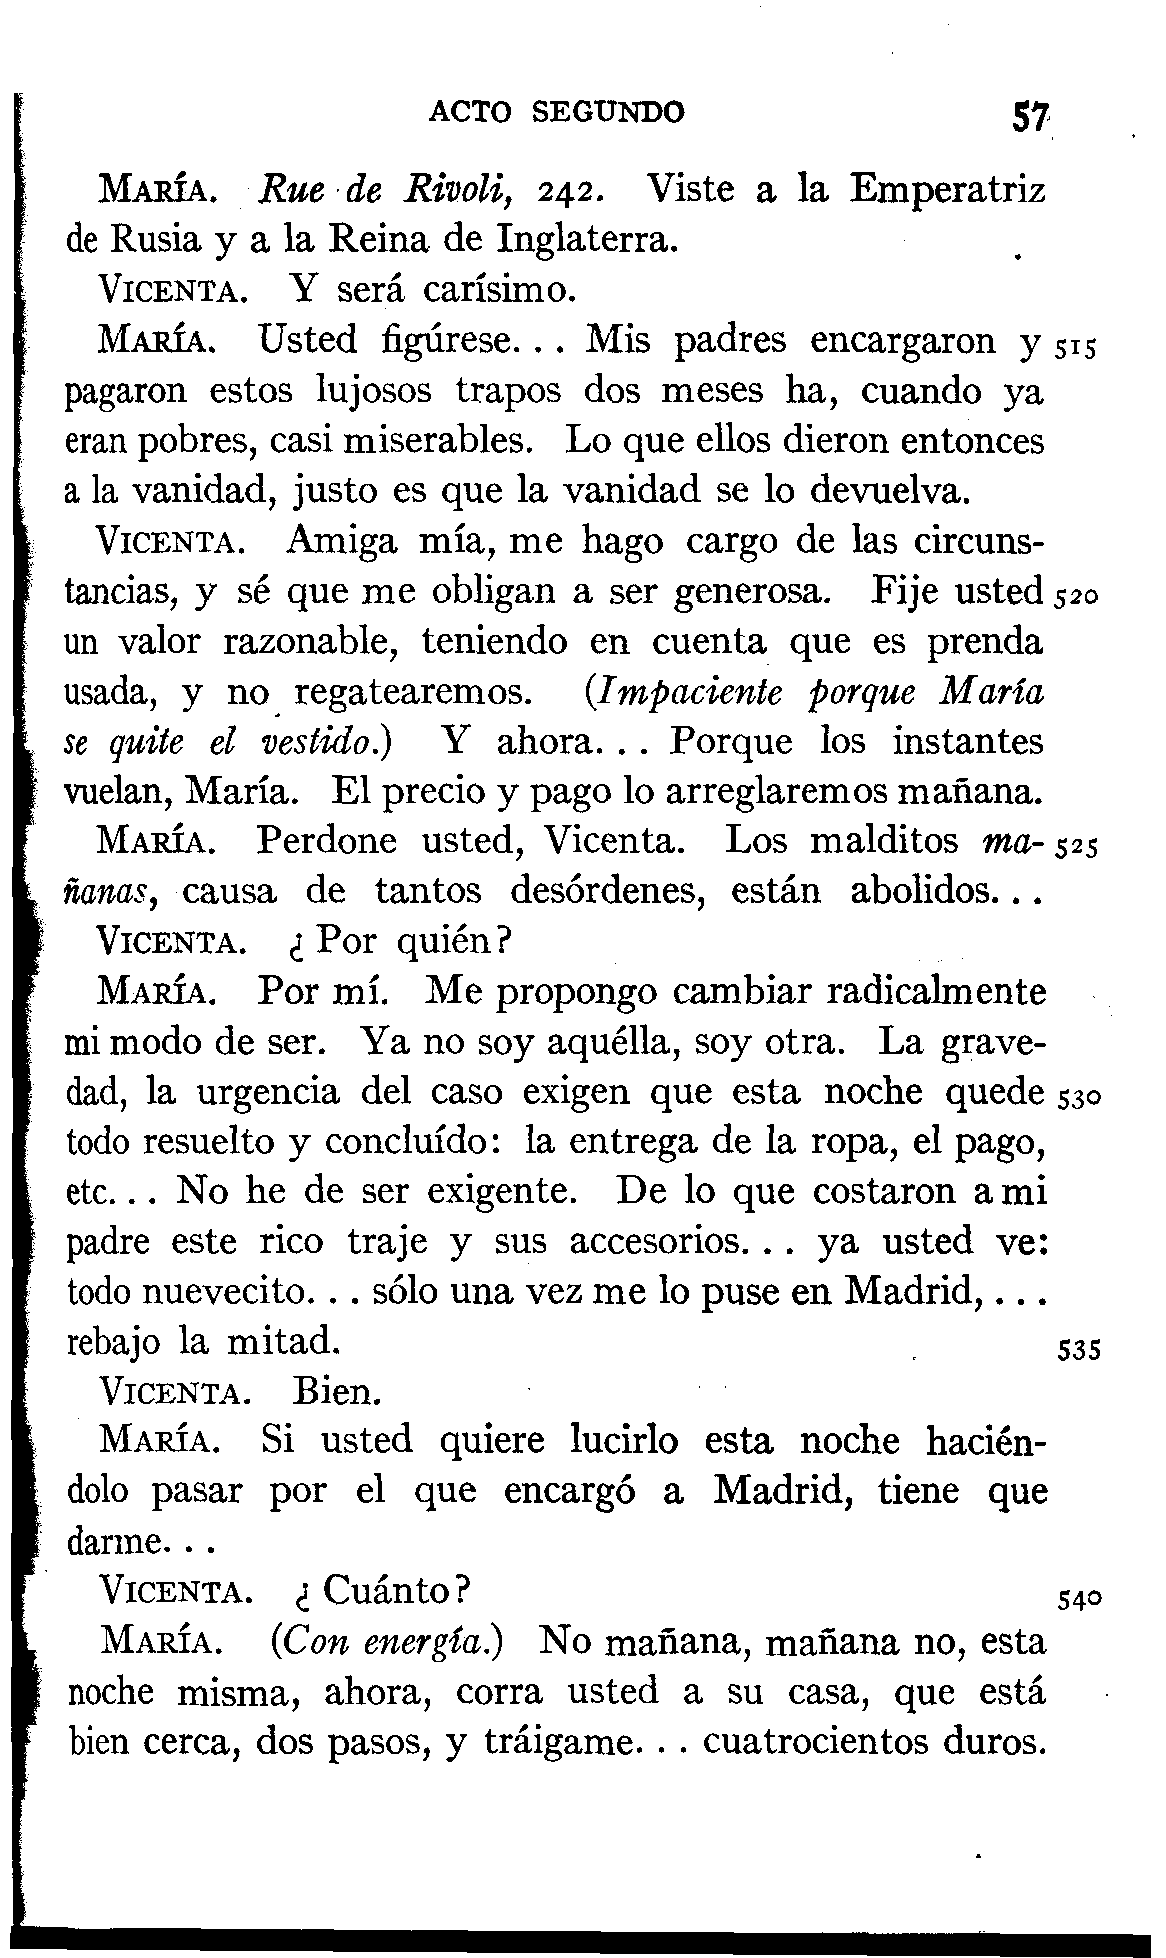 ACTO SEGUNDO 57
MARÍA. Rue de Rivoli, 242. Viste a la Emperatriz
de Rusia y a la Reina de Inglaterra.
VICENTA. Y será carísimo.
MARÍA. Usted figúrese. . . Mis padres encargaron y 515
pagaron estos lujosos trapos dos meses ha, cuando ya
eran pobres, casi miserables. Lo que ellos dieron entonces
a la vanidad, justo es que la vanidad se lo devuelva.
VICENTA. Amiga mía, me hago cargo de las circuns-
tancias, y sé que me obligan a ser generosa. Fije usted 520
un valor razonable, teniendo en cuenta que es prenda
usada, y no regatearemos. (Impaciente porque María
se quite el vestido.) Y ahora. . . Porque los instantes
vuelan, María. El precio y pago lo arreglaremos mañana.
MARÍA. Perdone usted, Vicenta. Los malditos ma- 525
ñanas, causa de tantos desórdenes, están abolidos. . .
VICENTA. ¿ Por quién?
MARÍA. Por mí. Me propongo cambiar radicalmente
mi modo de ser. Ya no soy aquélla, soy otra. La grave-
dad, la urgencia del caso exigen que esta noche quede 530
todo resuelto y concluído: la entrega de la ropa, el pago,
etc. . . No he de ser exigente. De lo que costaron a mi
padre este rico traje y sus accesorios. . . ya usted ve:
todo nuevecito. . . sólo una vez me lo puse en Madrid, . . .
rebajo la mitad. 535
VICENTA. Bien.
MARÍA. Si usted quiere lucirlo esta noche hacién-
dolo pasar por el que encargó a Madrid, tiene que
darme. . .
VICENTA. ¿ Cuánto? 540
MARÍA. (Con energía.) No mañana, mañana no, esta
noche misma, ahora, corra usted a su casa, que está
bien cerca, dos pasos, y tráigame. . . cuatrocientos duros.